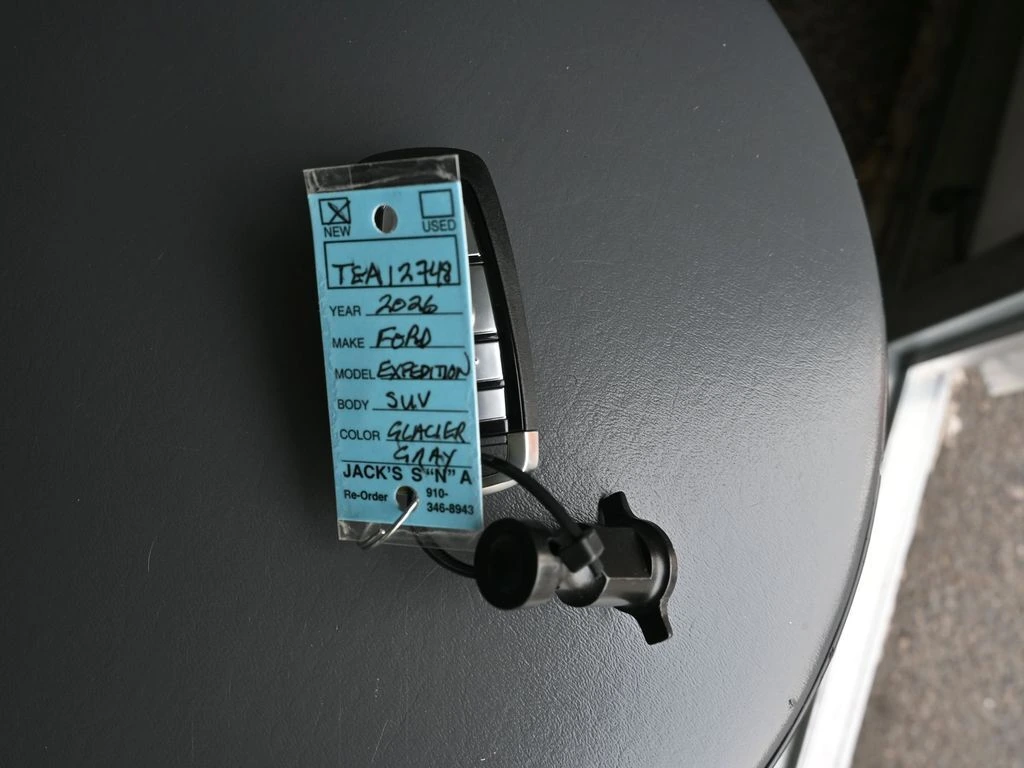 NEW USED
TEA12748
YEAR 2026
MAKE FORD
MODEL EXPEDITION
BODY SUV
COLOR GLACIER
GRAY
JACK'S S "N" A
Re-Order 910-
346-8943